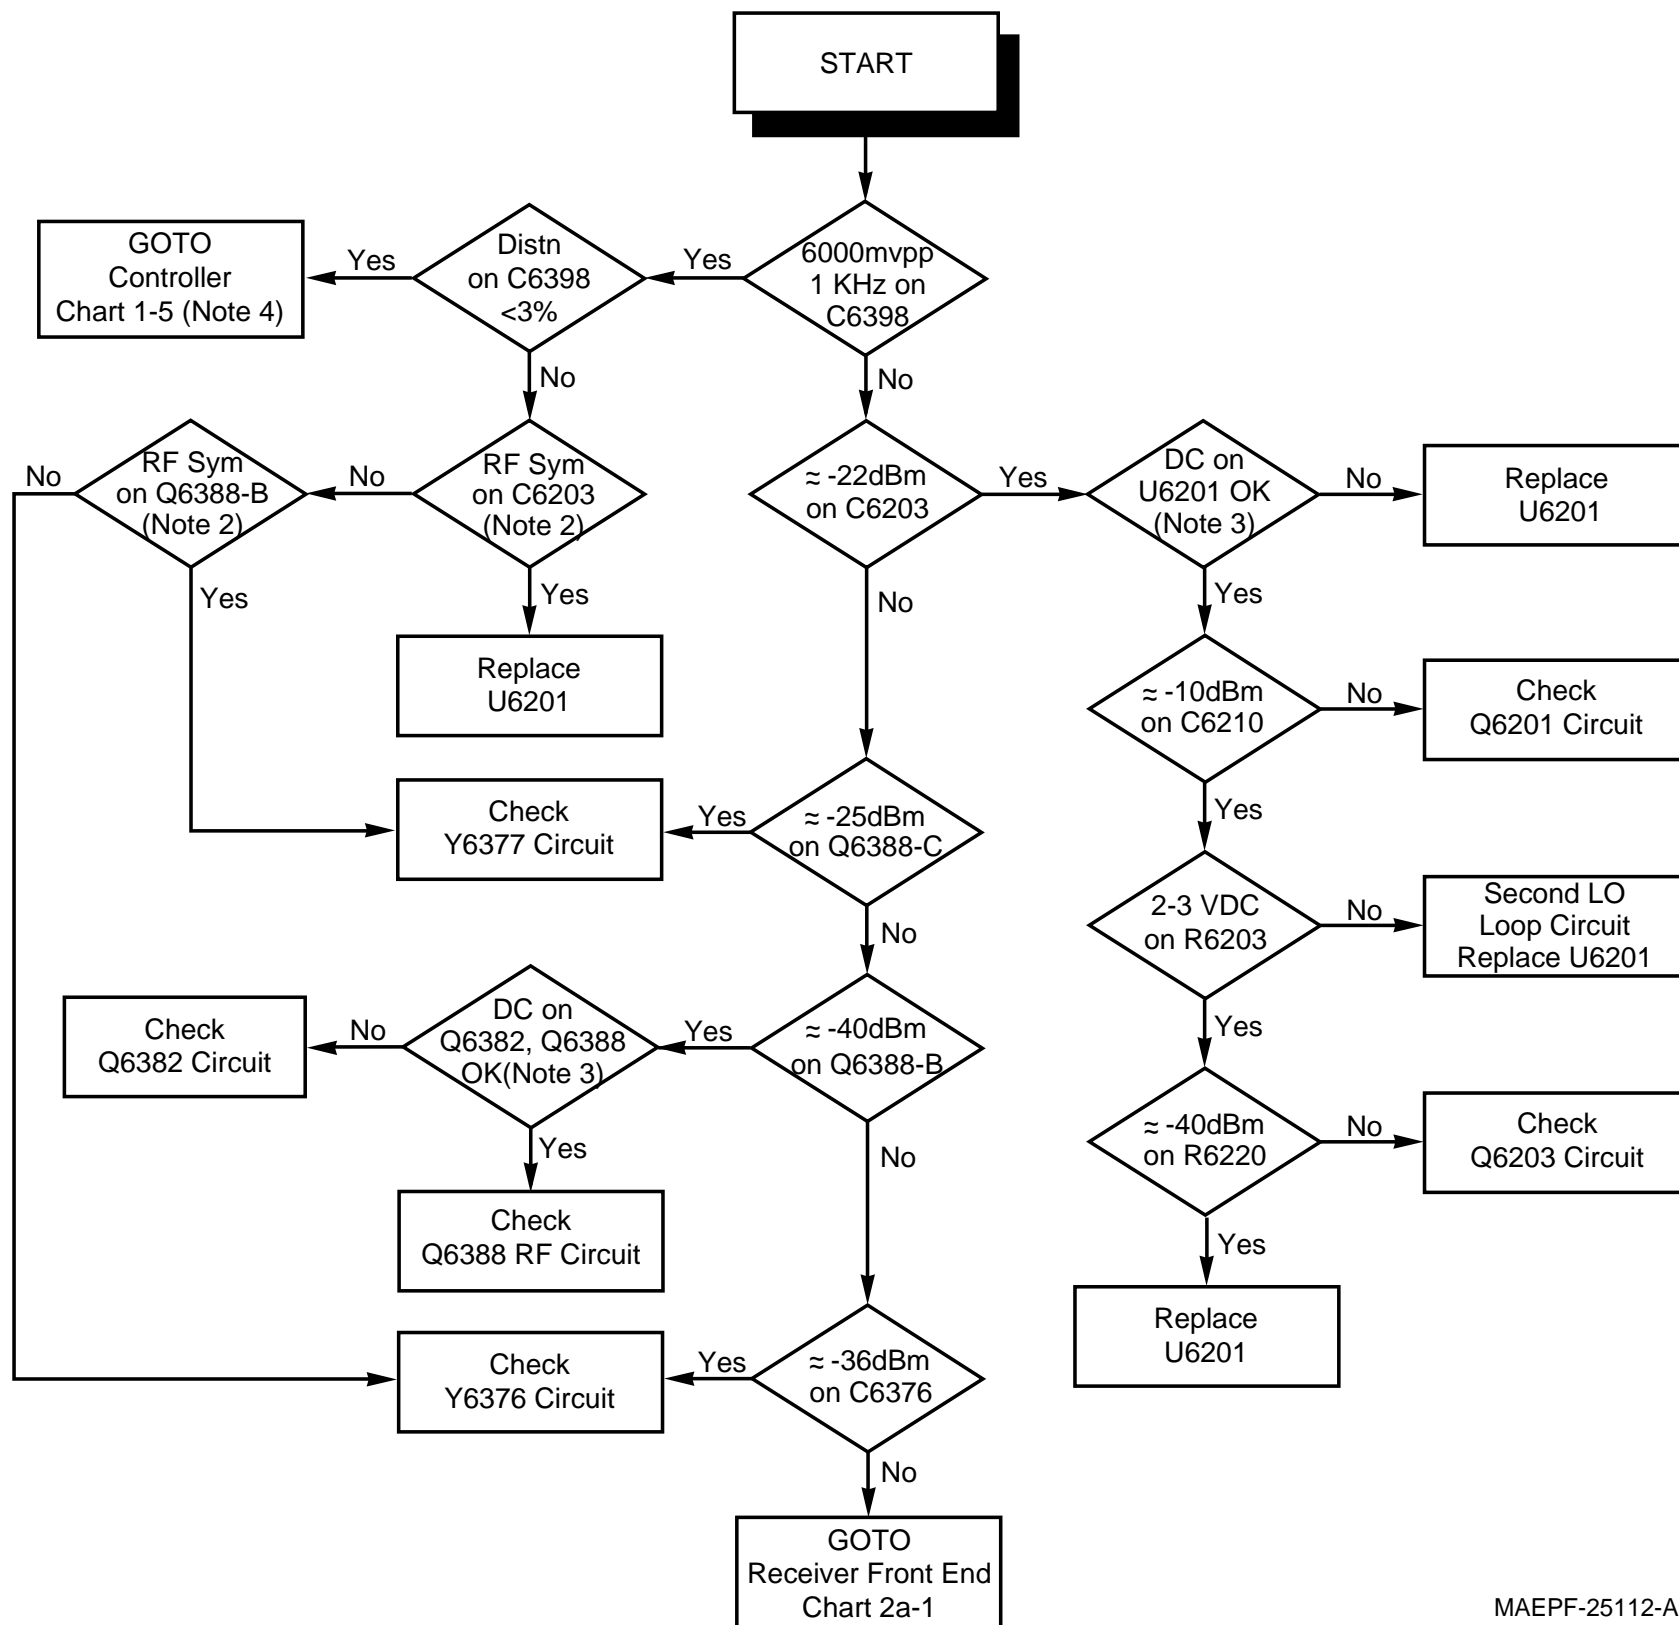 START
GOTO
Controller
Chart 1-5 (Note 4)
Yes
Distn
on C6398
<3%
Yes
6000mvpp
1 KHz on
C6398
No
No
No
RF Sym
on Q6388-B
(Note 2)
No
RF Sym
on C6203
(Note 2)
≈ -22dBm
on C6203
Yes
DC on
U6201 OK
(Note 3)
No
Replace
U6201
Yes
Yes
No
Yes
Replace
U6201
≈ -10dBm
on C6210
No
Check
Q6201 Circuit
Check
Y6377 Circuit
Yes
≈ -25dBm
on Q6388-C
Yes
No
2-3 VDC
on R6203
No
Second LO
Loop Circuit
Replace U6201
Check
Q6382 Circuit
No
DC on
Q6382, Q6388
OK(Note 3)
Yes
≈ -40dBm
on Q6388-B
Yes
Yes
No
≈ -40dBm
on R6220
No
Check
Q6203 Circuit
Check
Q6388 RF Circuit
Yes
Check
Y6376 Circuit
Yes
≈ -36dBm
on C6376
Replace
U6201
No
GOTO
Receiver Front End
Chart 2a-1
MAEPF-25112-A